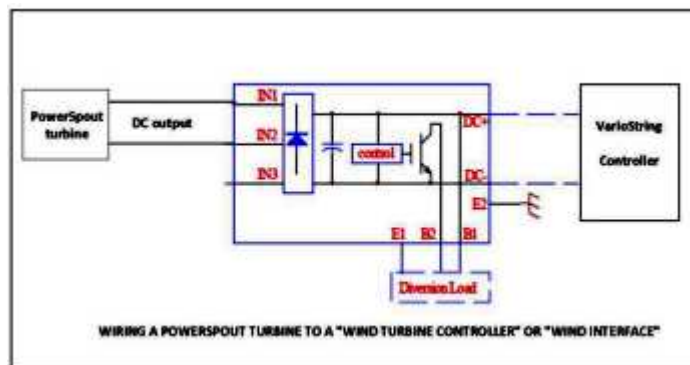 PowerSpout
turbine
DC output
IN1
IN2
IN3
control
DC+
DC-
E2
E1
B2
B1
Diversion Load
VarioString
Controller
WIRING A POWERSPOUT TURBINE TO A "WIND TURBINE CONTROLLER" OR "WIND INTERFACE"